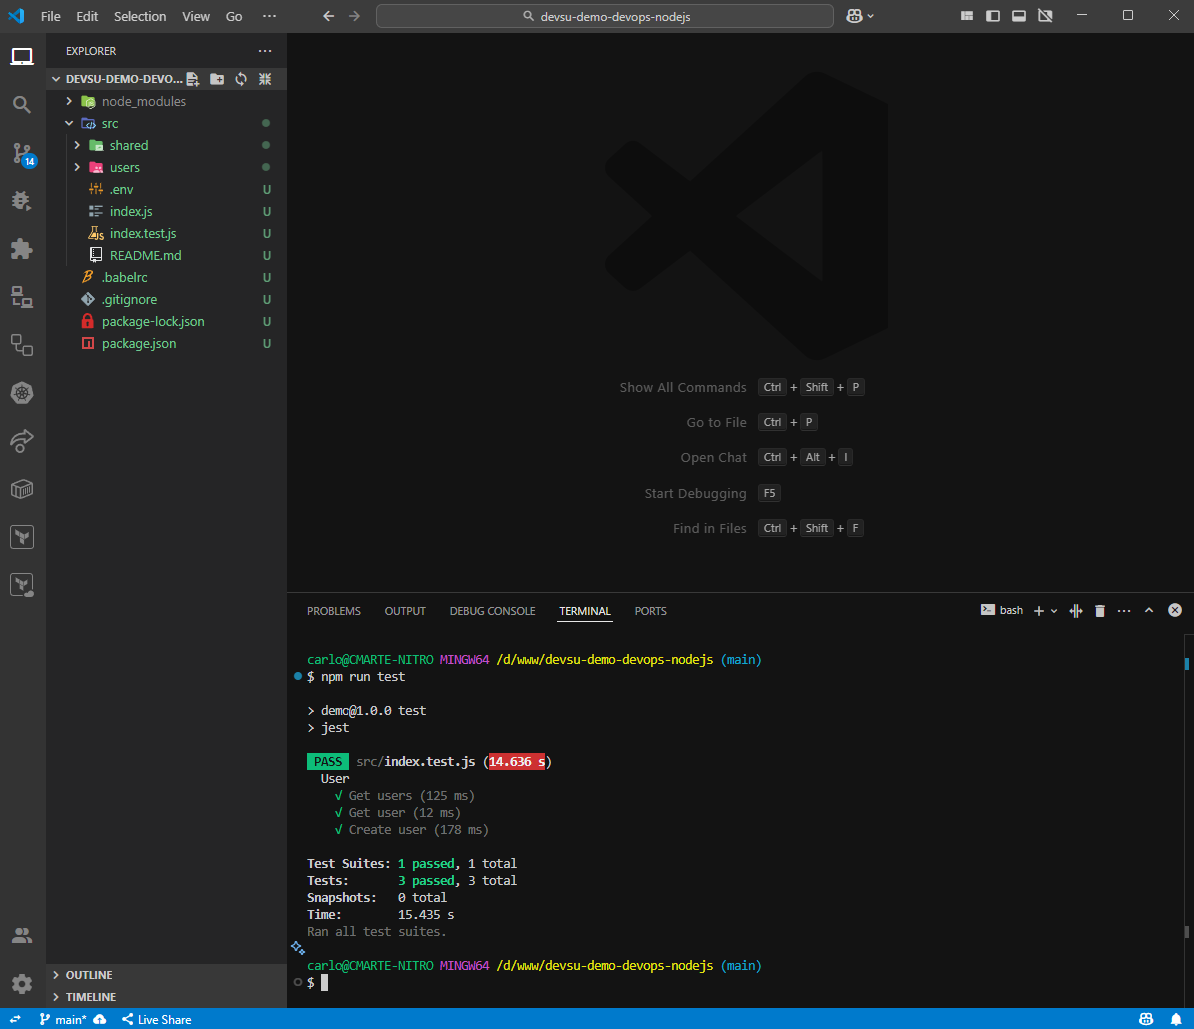 File Edit Selection View Go ··· devsu-demo-devops-nodejs
EXPLORER
DEVSU-DEMO-DEVO...
node_modules
src
shared
users
.env U
index.js U
index.test.js U
README.md U
.babelrc U
.gitignore U
package-lock.json U
package.json U
14
OUTLINE
TIMELINE
Show All Commands Ctrl + Shift + P
Go to File Ctrl + P
Open Chat Ctrl + Alt + I
Start Debugging F5
Find in Files Ctrl + Shift + F
PROBLEMS OUTPUT DEBUG CONSOLE TERMINAL PORTS bash
carlo@CMARTE-NITRO MINGW64 /d/www/devsu-demo-devops-nodejs (main)
$ npm run test
> demo@1.0.0 test
> jest
PASS src/index.test.js (14.636 s)
User
√ Get users (125 ms)
√ Get user (12 ms)
√ Create user (178 ms)
Test Suites: 1 passed, 1 total
Tests: 3 passed, 3 total
Snapshots: 0 total
Time: 15.435 s
Ran all test suites.
carlo@CMARTE-NITRO MINGW64 /d/www/devsu-demo-devops-nodejs (main)
$
main* Live Share